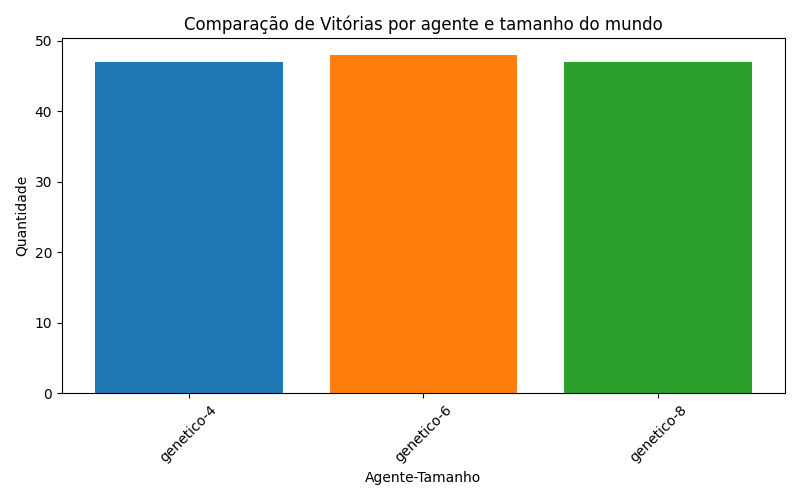 Comparação de Vitórias por agente e tamanho do mundo
Quantidade
50
40
30
20
10
0
genetico-4
genetico-6
genetico-8
Agente-Tamanho